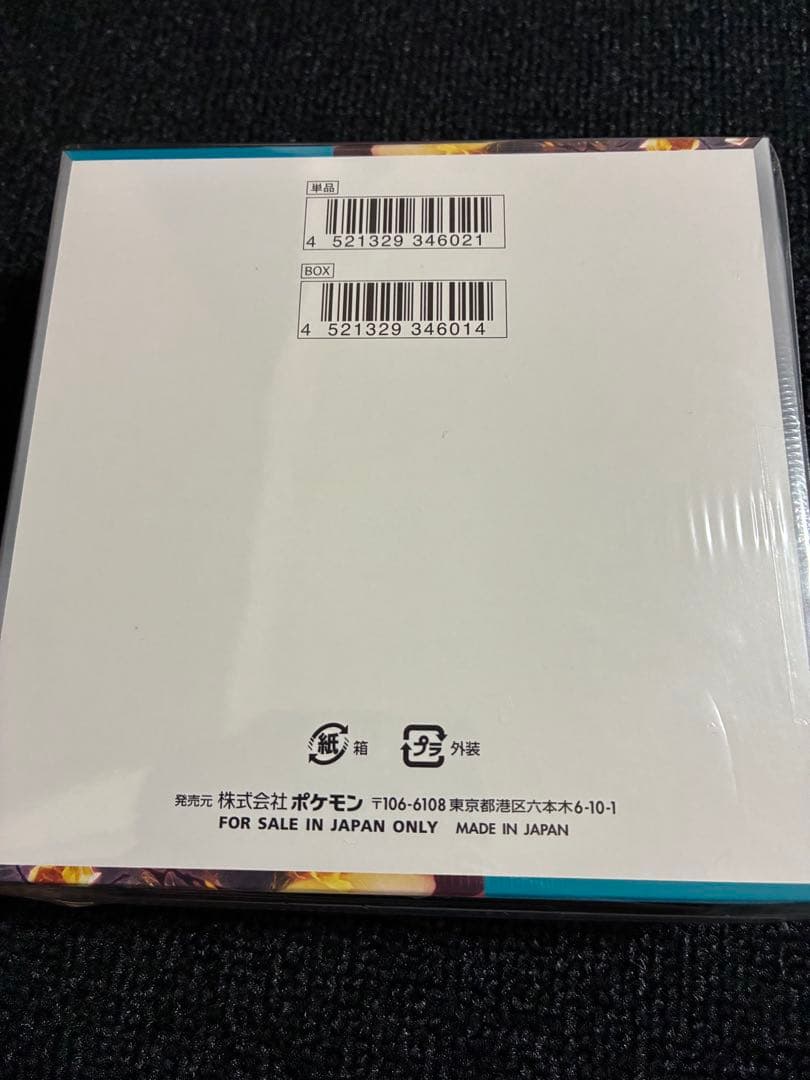 単品
4 521329 346021
BOX
4 521329 346014
紙 箱 プラ 外装
発売元 株式会社 ポケモン 〒106-6108 東京都港区六本木6-10-1
FOR SALE IN JAPAN ONLY MADE IN JAPAN